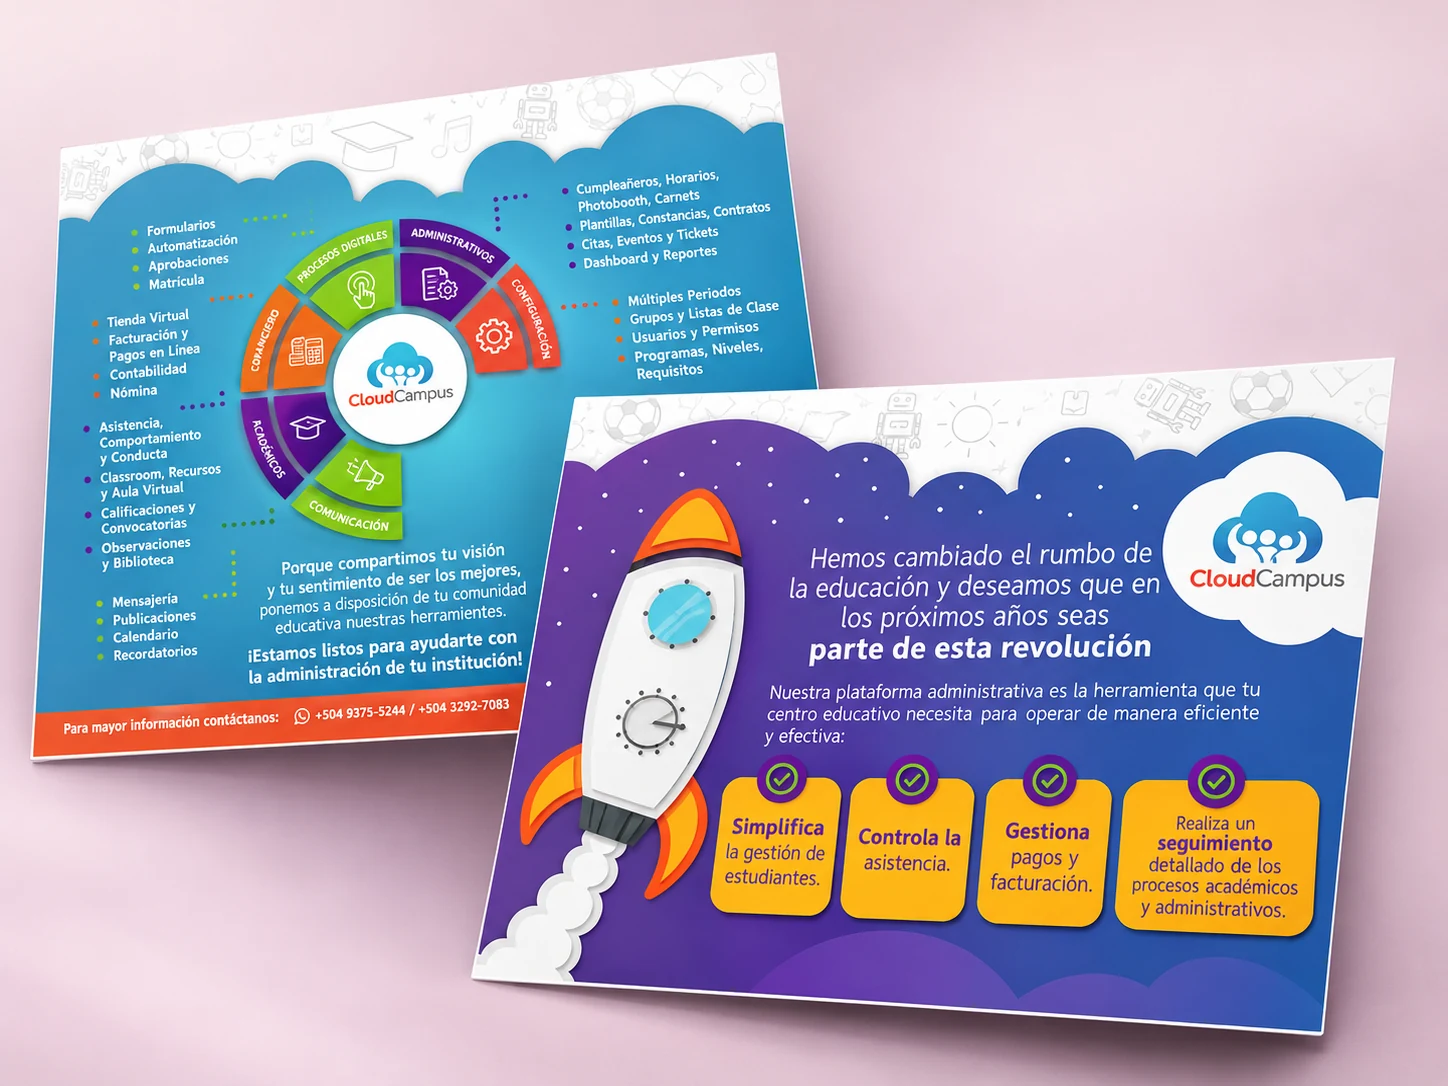 Formularios
Automatización
Aprobaciones
Matrícula
Tienda Virtual
Facturación y
Pagos en Línea
Contabilidad
Nómina
Asistencia,
Comportamiento
y Conducta
Classroom, Recursos
y Aula Virtual
Calificaciones y
Convocatorias
Observaciones
y Biblioteca
Mensajería
Publicaciones
Calendario
Recordatorios
PROCESOS DIGITALES
ADMINISTRATIVOS
CONFIGURACIÓN
ACADÉMICOS
COMUNICACIÓN
CloudCampus
Cumpleañeros, Horarios,
Photobooth, Carnets
Plantillas, Constancias, Contratos
Citas, Eventos y Tickets
Dashboard y Reportes
Múltiples Periodos
Grupos y Listas de Clase
Usuarios y Permisos
Programas, Niveles,
Requisitos
Porque compartimos tu visión
y tu sentimiento de ser los mejores,
ponemos a disposición de tu comunidad
educativa nuestras herramientas.
¡Estamos listos para ayudarte con
la administración de tu institución!
Para mayor información contáctanos: +504 9375-5244 / +504 3292-7083
Hemos cambiado el rumbo de
la educación y deseamos que en
los próximos años seas
parte de esta revolución
CloudCampus
Nuestra plataforma administrativa es la herramienta que tu
centro educativo necesita para operar de manera eficiente
y efectiva:
Simplifica
la gestión de
estudiantes.
Controla la
asistencia.
Gestiona
pagos y
facturación.
Realiza un
seguimiento
detallado de los
procesos académicos
y administrativos.